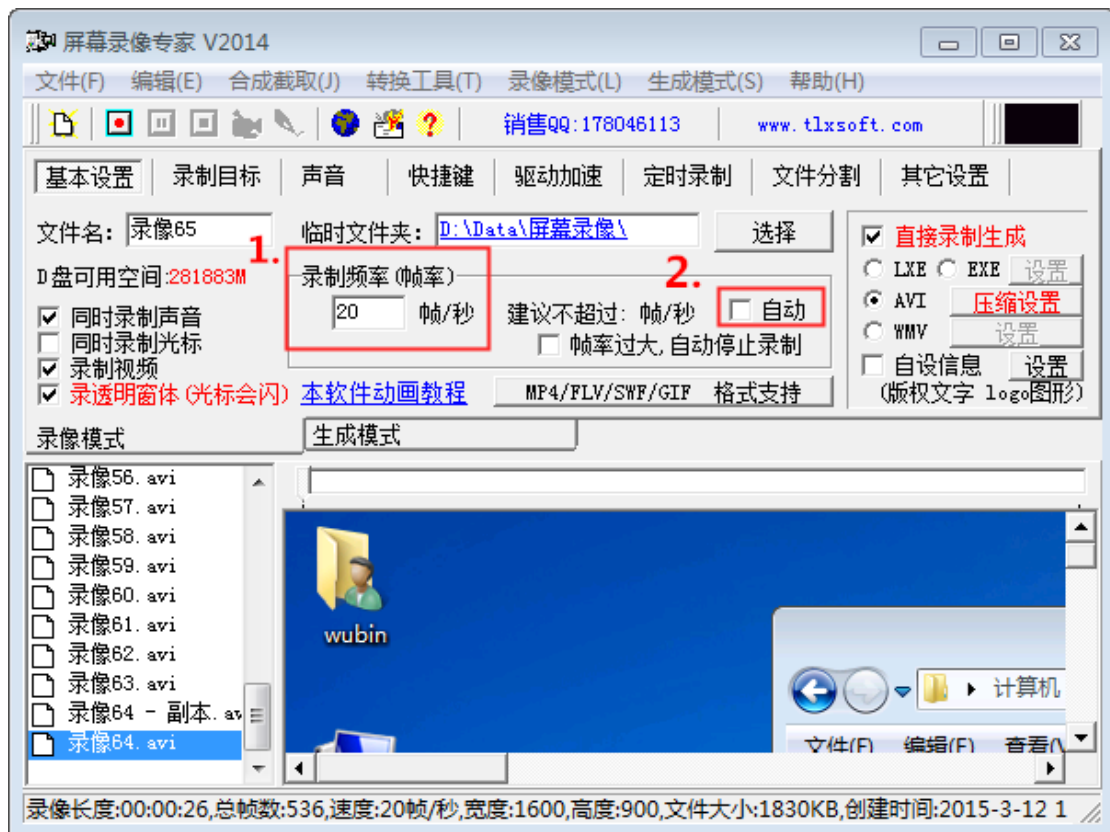 屏幕录像专家 V2014
文件(F) 编辑(E) 合成截取(J) 转换工具(T) 录像模式(L) 生成模式(S) 帮助(H)
销售QQ:178046113 www.tlxsoft.com
基本设置 录制目标 声音 快捷键 驱动加速 定时录制 文件分割 其它设置
文件名: 录像65 临时文件夹: D:\Data\屏幕录像\ 选择
直接录制生成
1.
D盘可用空间:281883M
录制频率(帧率)
2.
LXE EXE 设置
20 帧/秒 建议不超过: 帧/秒 自动
AVI 压缩设置
同时录制声音
同时录制光标
帧率过大,自动停止录制
WMV 设置
录制视频
自设信息 设置
录透明窗体(光标会闪) 本软件动画教程 MP4/FLV/SWF/GIF 格式支持
(版权文字 logo图形)
录像模式 生成模式
录像56.avi
录像57.avi
录像58.avi
录像59.avi
录像60.avi
录像61.avi
录像62.avi
录像63.avi
录像64 - 副本.av
录像64.avi
wubin
计算机
文件(F) 编辑(E) 查看(V
录像长度:00:00:26,总帧数:536,速度:20帧/秒,宽度:1600,高度:900,文件大小:1830KB,创建时间:2015-3-12 1